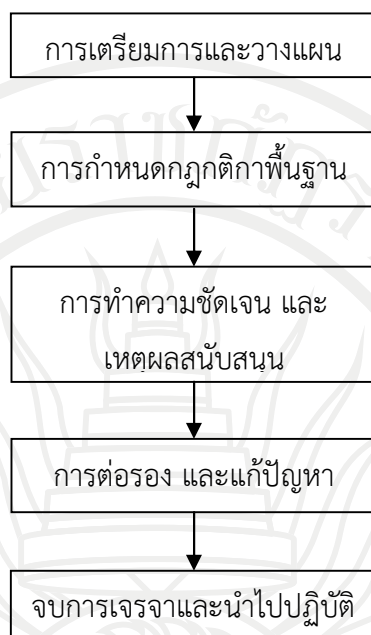 การเตรียมการและวางแผน
การกำหนดกฎกติกาพื้นฐาน
การทำความชัดเจน และ
เหตุผลสนับสนุน
การต่อรอง และแก้ปัญหา
จบการเจรจาและนำไปปฏิบัติ